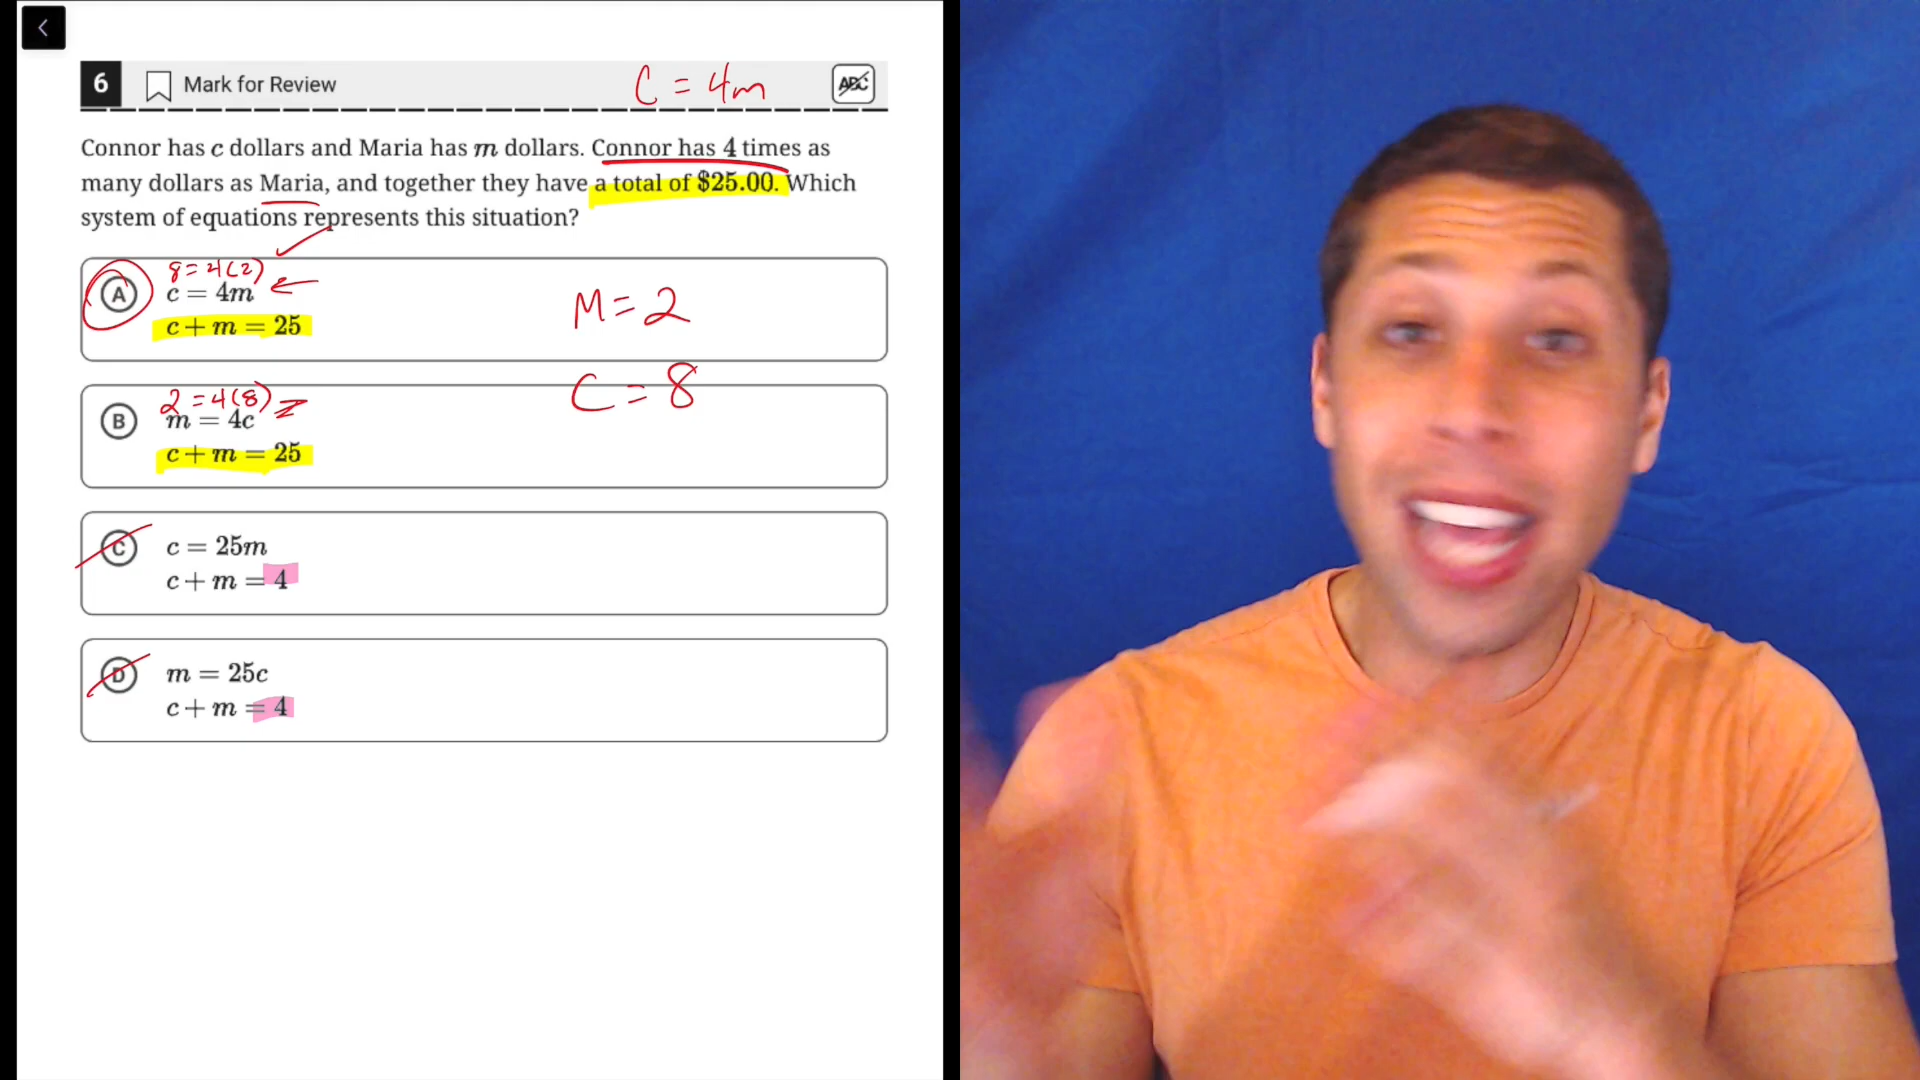 6 Mark for Review C = 4m ABC
Connor has c dollars and Maria has m dollars. Connor has 4 times as
many dollars as Maria, and together they have a total of $25.00. Which
system of equations represents this situation?
8 = 4(2)
A c = 4m
c + m = 25
M = 2
C = 8
2 = 4(8)
B m = 4c
c + m = 25
C c = 25m
c + m = 4
D m = 25c
c + m = 4